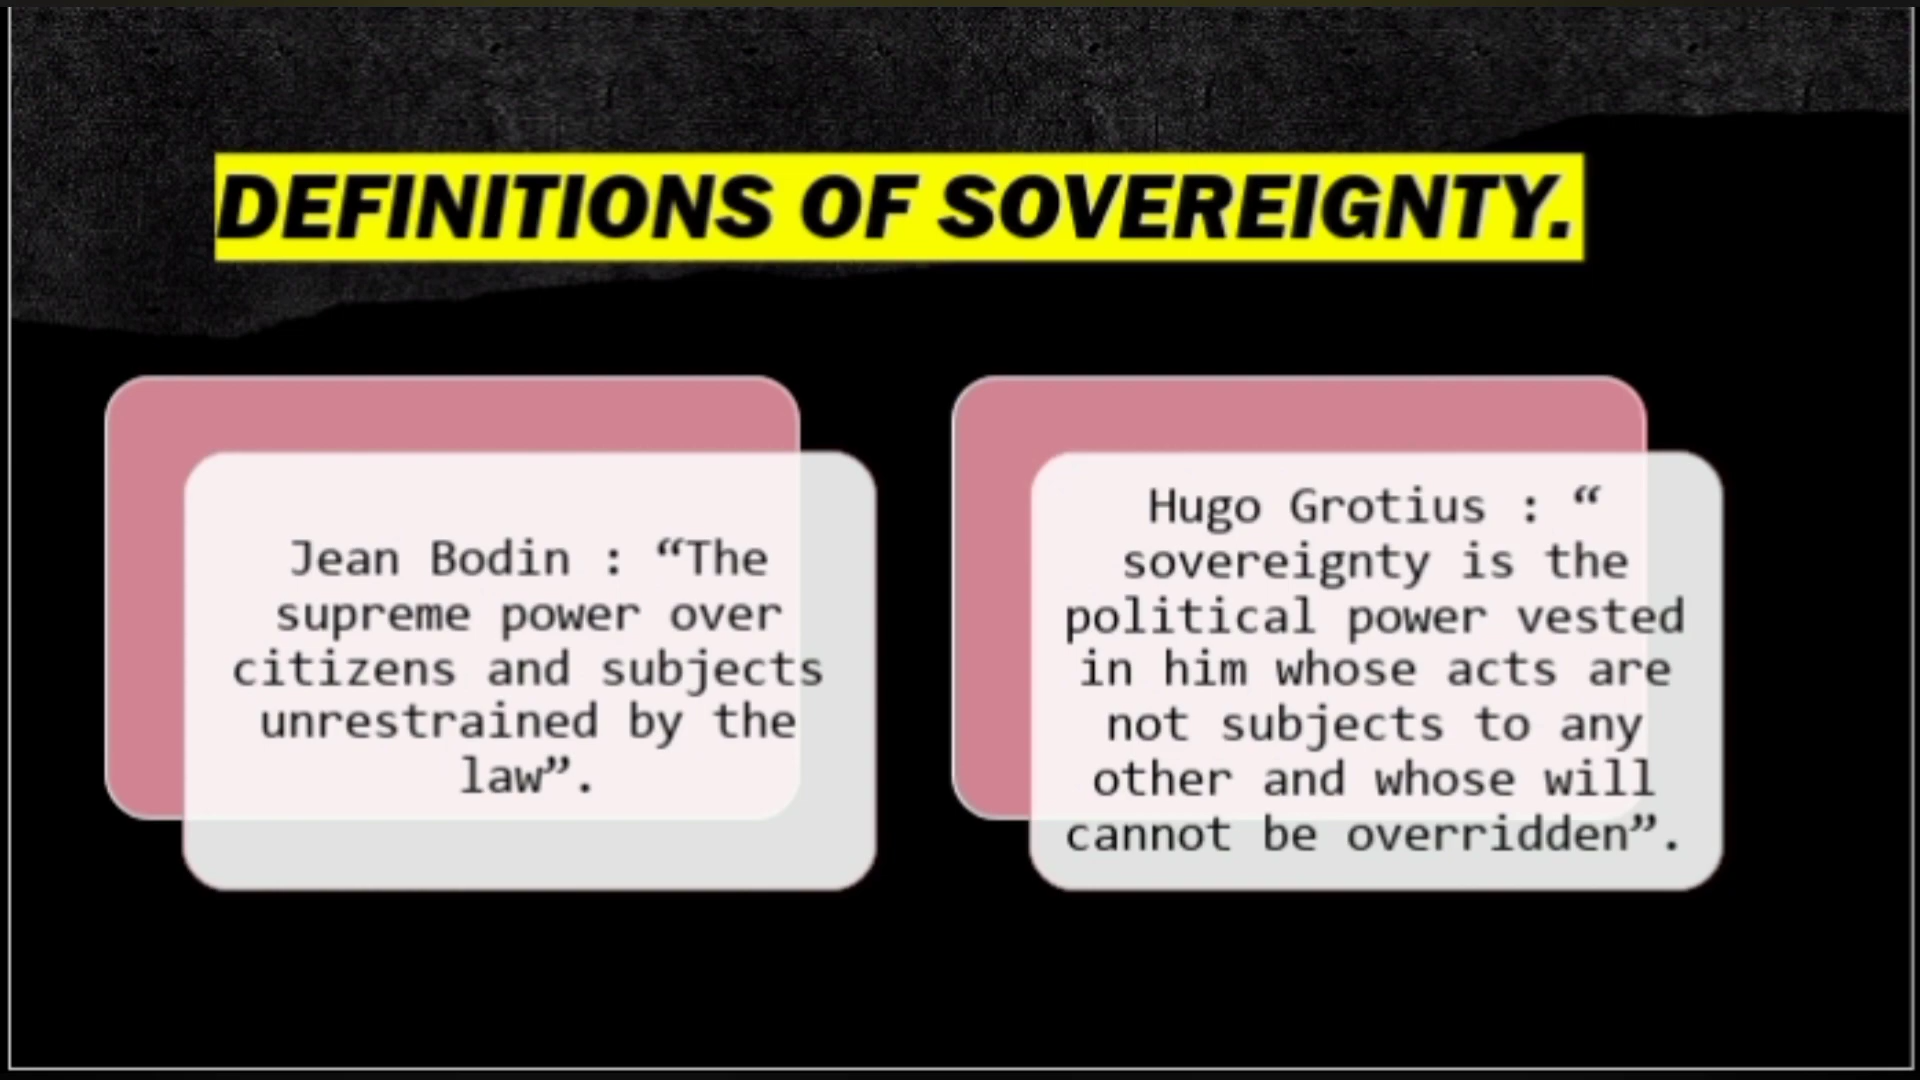 DEFINITIONS OF SOVEREIGNTY.
Jean Bodin : “The
supreme power over
citizens and subjects
unrestrained by the
law”.
Hugo Grotius : “
sovereignty is the
political power vested
in him whose acts are
not subjects to any
other and whose will
cannot be overridden”.